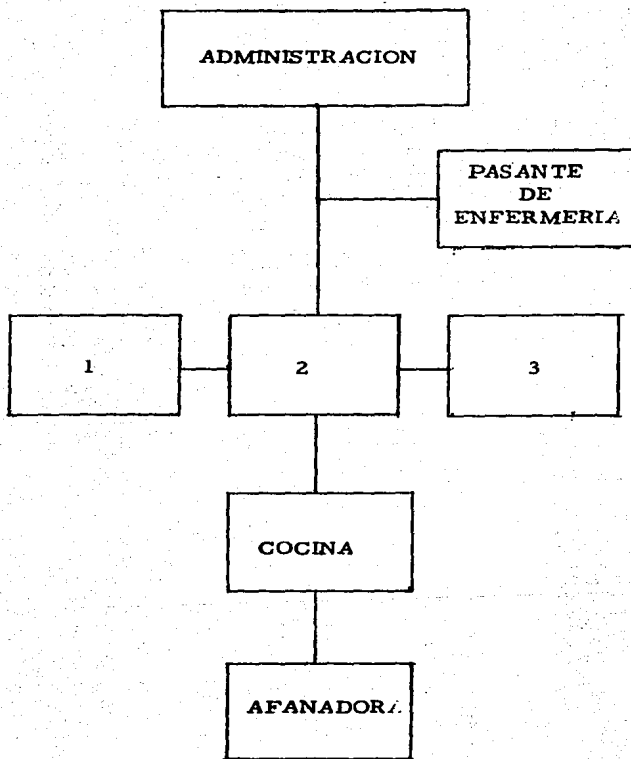 ADMINISTRACION
PASANTE
DE
ENFERMERIA
1
2
3
COCINA
AFANADORA